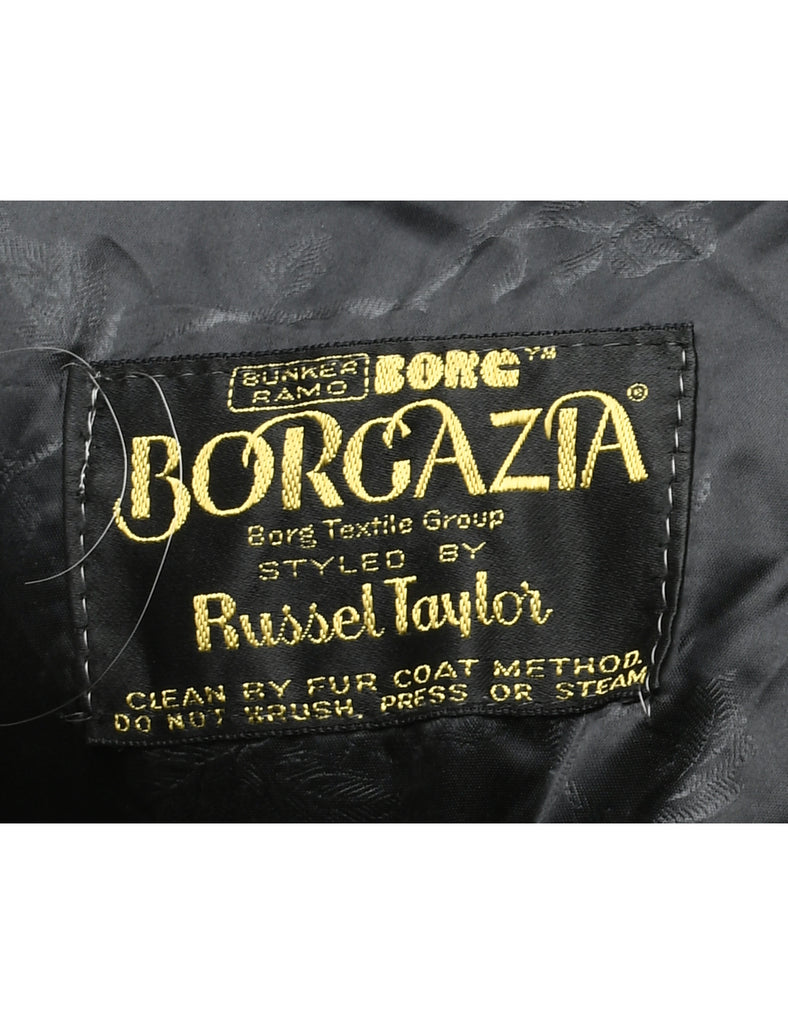 BUNKER RAMO BORG™
BORGAZIA®
Borg Textile Group
STYLED BY
Russel Taylor
CLEAN BY FUR COAT METHOD.
DO NOT BRUSH, PRESS OR STEAM